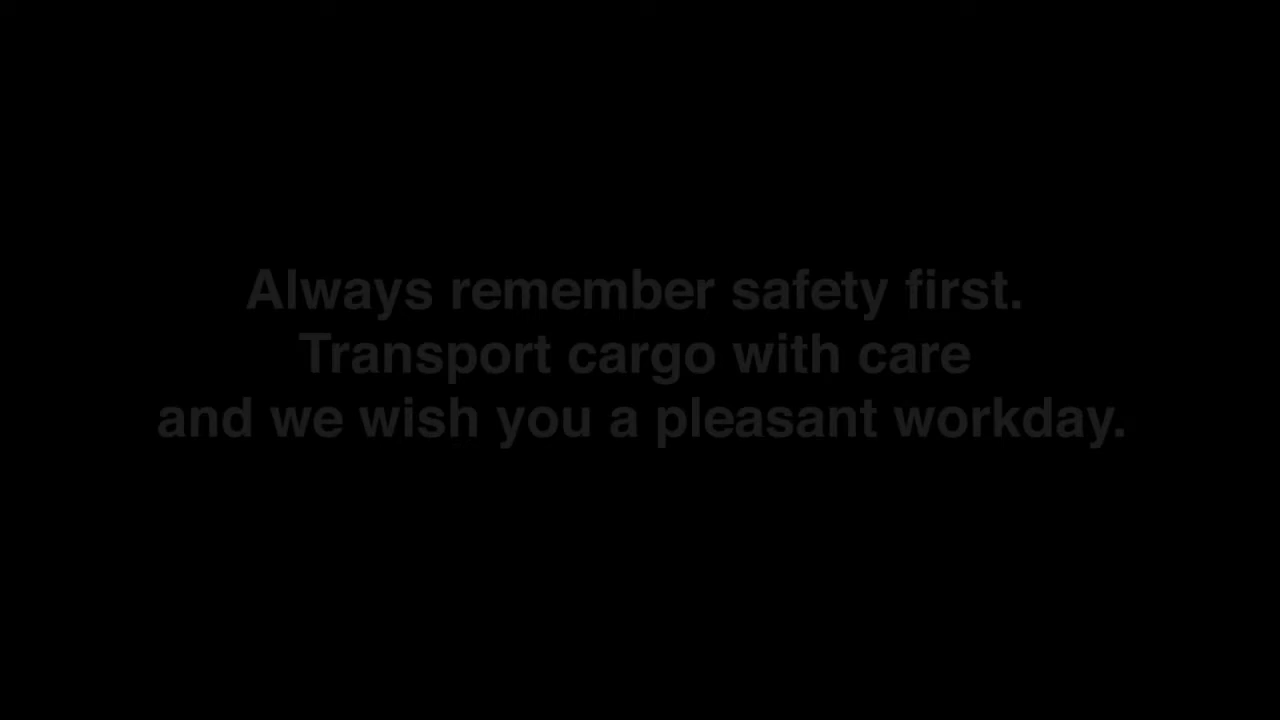 Always remember safety first.
Transport cargo with care
and we wish you a pleasant workday.